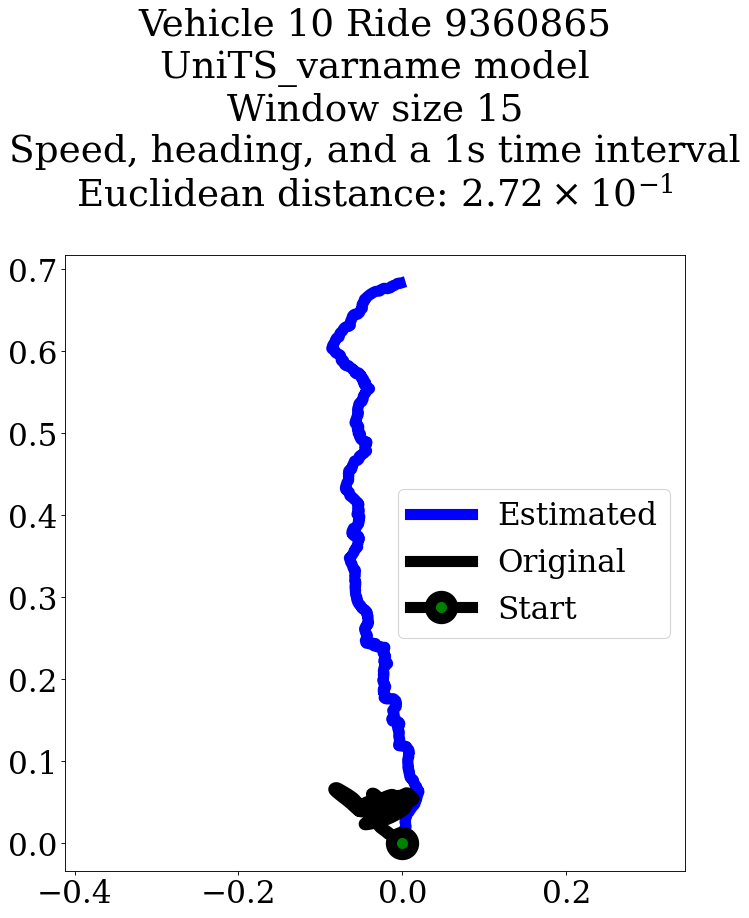 Vehicle 10 Ride 9360865
UniTS_varname model
Window size 15
Speed, heading, and a 1s time interval
Euclidean distance: 2.72 × 10⁻¹
0.7
0.6
0.5
0.4
0.3
0.2
0.1
0.0
Estimated
Original
Start
−0.4
−0.2
0.0
0.2